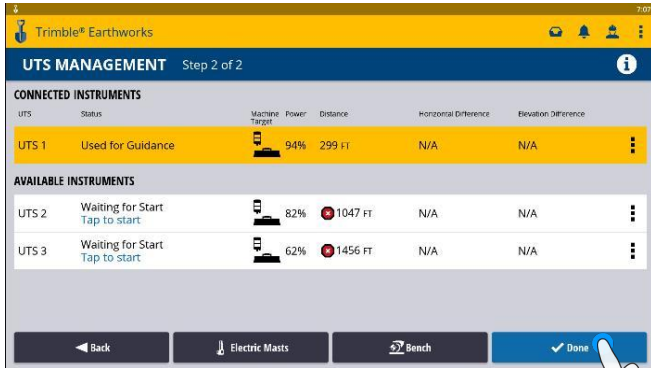 7:07
Trimble® Earthworks
UTS MANAGEMENT Step 2 of 2
CONNECTED INSTRUMENTS
UTS Status Machine Target Power Distance Horizontal Difference Elevation Difference
UTS 1 Used for Guidance 94% 299 FT N/A N/A
AVAILABLE INSTRUMENTS
UTS 2 Waiting for Start Tap to start 82% 1047 FT N/A N/A
UTS 3 Waiting for Start Tap to start 62% 1456 FT N/A N/A
Back Electric Masts Bench Done